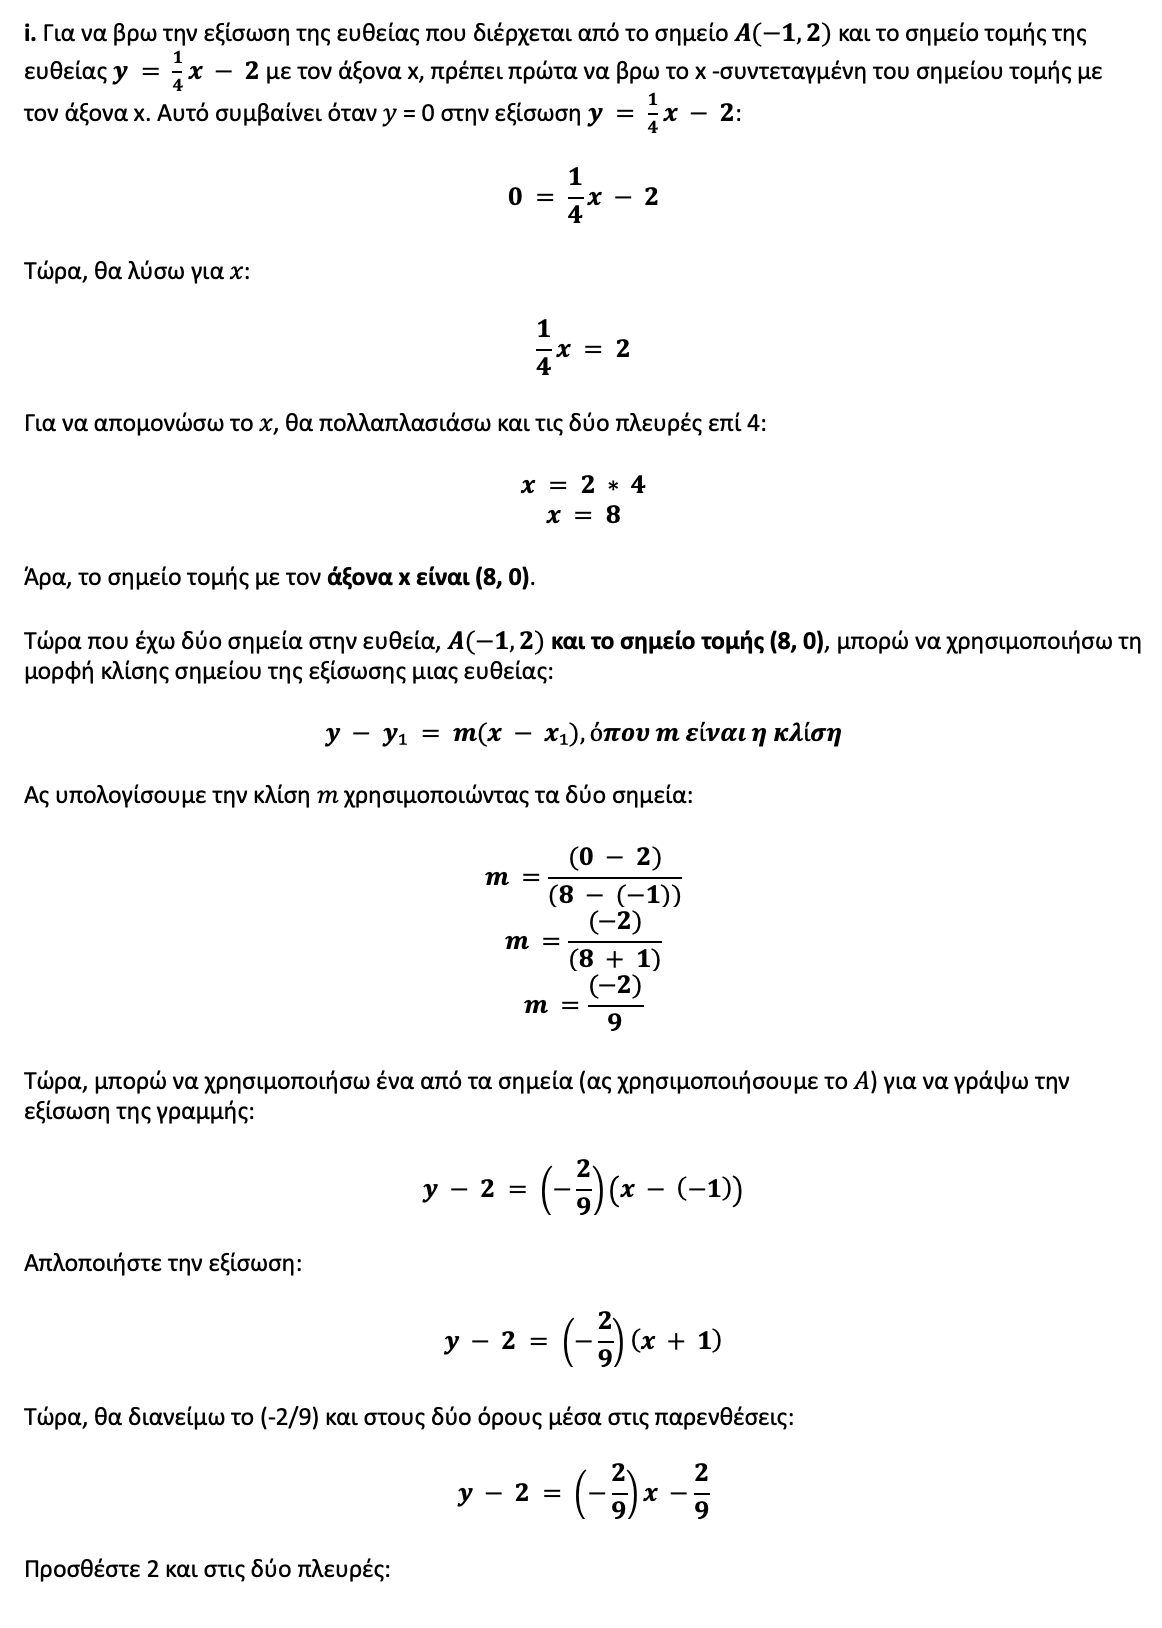 i. Για να βρω την εξίσωση της ευθείας που διέρχεται από το σημείο A(−1, 2) και το σημείο τομής της
ευθείας y = 1/4 x − 2 με τον άξονα x, πρέπει πρώτα να βρω το x -συντεταγμένη του σημείου τομής με
τον άξονα x. Αυτό συμβαίνει όταν y = 0 στην εξίσωση y = 1/4 x − 2:
0 = 1/4 x − 2
Τώρα, θα λύσω για x:
1/4 x = 2
Για να απομονώσω το x, θα πολλαπλασιάσω και τις δύο πλευρές επί 4:
x = 2 * 4
x = 8
Άρα, το σημείο τομής με τον άξονα x είναι (8, 0).
Τώρα που έχω δύο σημεία στην ευθεία, A(−1, 2) και το σημείο τομής (8, 0), μπορώ να χρησιμοποιήσω τη
μορφή κλίσης σημείου της εξίσωσης μιας ευθείας:
y − y₁ = m(x − x₁), όπου m είναι η κλίση
Ας υπολογίσουμε την κλίση m χρησιμοποιώντας τα δύο σημεία:
m = (0 − 2)/(8 − (−1))
m = (−2)/(8 + 1)
m = (−2)/9
Τώρα, μπορώ να χρησιμοποιήσω ένα από τα σημεία (ας χρησιμοποιήσουμε το A) για να γράψω την
εξίσωση της γραμμής:
y − 2 = (−2/9)(x − (−1))
Απλοποιήστε την εξίσωση:
y − 2 = (−2/9)(x + 1)
Τώρα, θα διανείμω το (-2/9) και στους δύο όρους μέσα στις παρενθέσεις:
y − 2 = (−2/9)x − 2/9
Προσθέστε 2 και στις δύο πλευρές: